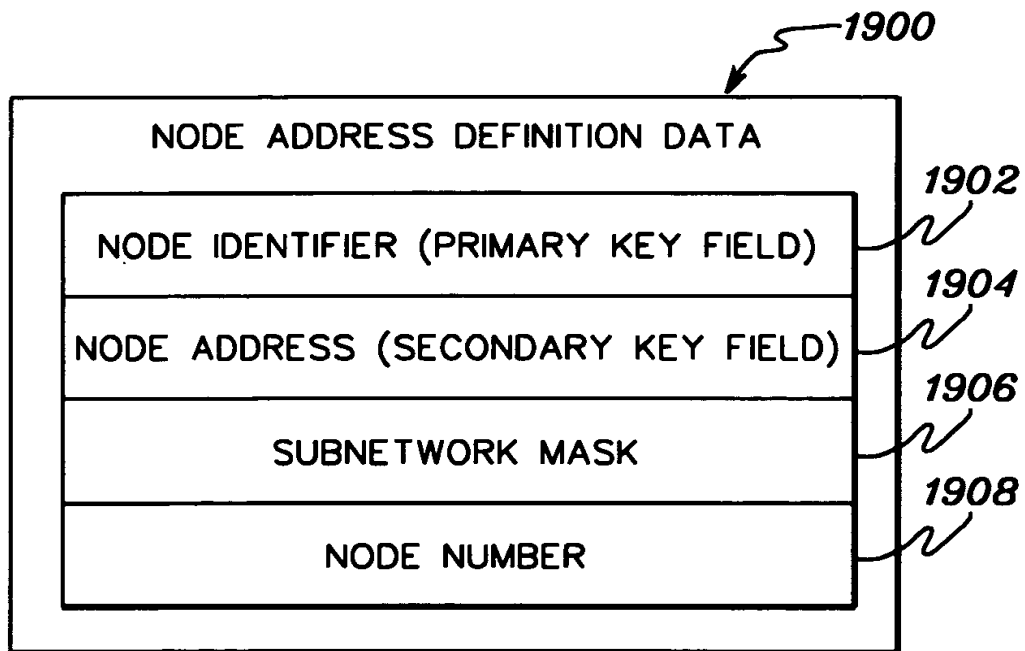 1900
NODE ADDRESS DEFINITION DATA
1902
NODE IDENTIFIER (PRIMARY KEY FIELD)
1904
NODE ADDRESS (SECONDARY KEY FIELD)
1906
SUBNETWORK MASK
1908
NODE NUMBER